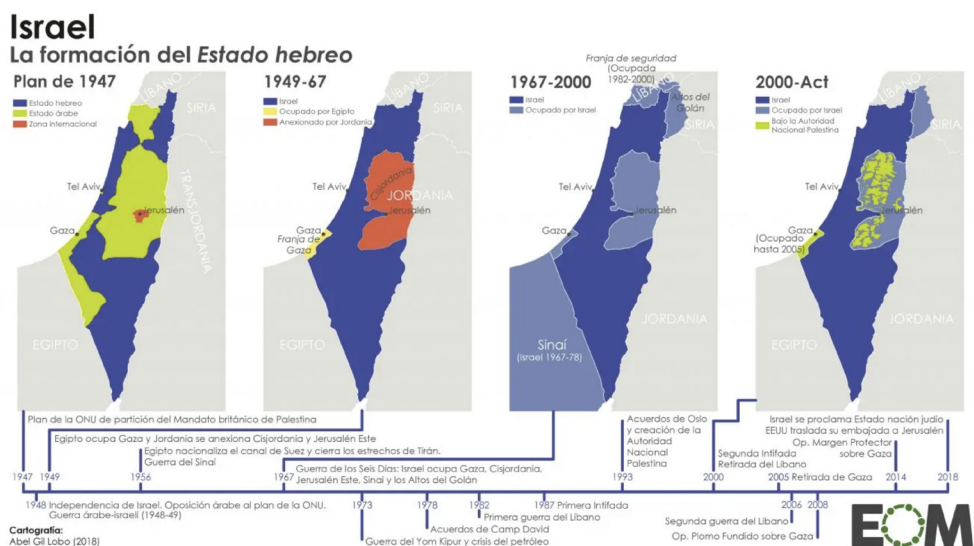 Israel
La formación del Estado hebreo
Plan de 1947
Estado hebreo
Estado árabe
Zona internacional
LÍBANO
SIRIA
Tel Aviv
Jerusalén
Gaza
TRANSJORDANIA
EGIPTO
1949-67
Israel
Ocupado por Egipto
Anexionado por Jordania
LÍBANO
SIRIA
Cisjordania
Tel Aviv
JORDANIA
Jerusalén
Gaza
Franja de
Gaza
EGIPTO
Franja de seguridad
(Ocupada
1982-2000)
1967-2000
Israel
Ocupado por Israel
LÍBANO
Altos del
Golán
SIRIA
Tel Aviv
Jerusalén
Gaza
JORDANIA
Sinaí
(Israel 1967-78)
2000-Act
Israel
Ocupado por Israel
Bajo la Autoridad
Nacional Palestina
LÍBANO
SIRIA
Tel Aviv
Jerusalén
Gaza
(Ocupado
hasta 2005)
JORDANIA
EGIPTO
Plan de la ONU de partición del Mandato británico de Palestina
Egipto ocupa Gaza y Jordania se anexiona Cisjordania y Jerusalén Este
Egipto nacionaliza el canal de Suez y cierra los estrechos de Tirán.
Guerra del Sinaí
Guerra de los Seis Días: Israel ocupa Gaza, Cisjordania,
Jerusalén Este, Sinaí y los Altos del Golán
Acuerdos de Oslo
y creación de la
Autoridad
Nacional
Palestina
Segunda Intifada
Retirada del Líbano
Israel se proclama Estado nación judío
EEUU traslada su embajada a Jerusalén
Op. Margen Protector
sobre Gaza
1947 1949 1956 1967 1993 2000 2005 Retirada de Gaza 2014 2018
1948 Independencia de Israel. Oposición árabe al plan de la ONU.
Guerra árabe-israelí (1948-49)
1973 1978 1982 1987 Primera Intifada 2006 2008
Primera guerra del Líbano
Acuerdos de Camp David
Guerra del Yom Kipur y crisis del petróleo
Segunda guerra del Líbano
Op. Plomo Fundido sobre Gaza
Cartografía:
Abel Gil Lobo (2018)
EOM